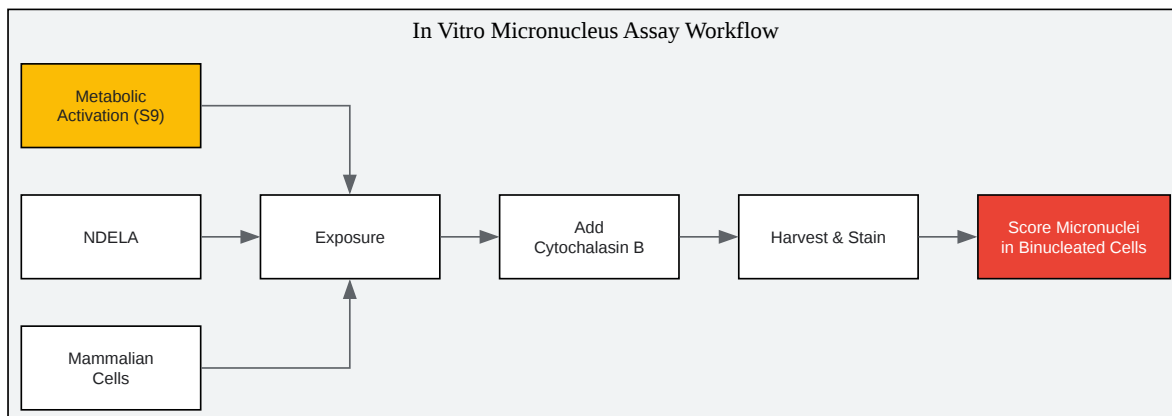 In Vitro Micronucleus Assay Workflow
Metabolic
Activation (S9)
NDELA
Exposure
Add
Cytochalasin B
Harvest & Stain
Score Micronuclei
in Binucleated Cells
Mammalian
Cells